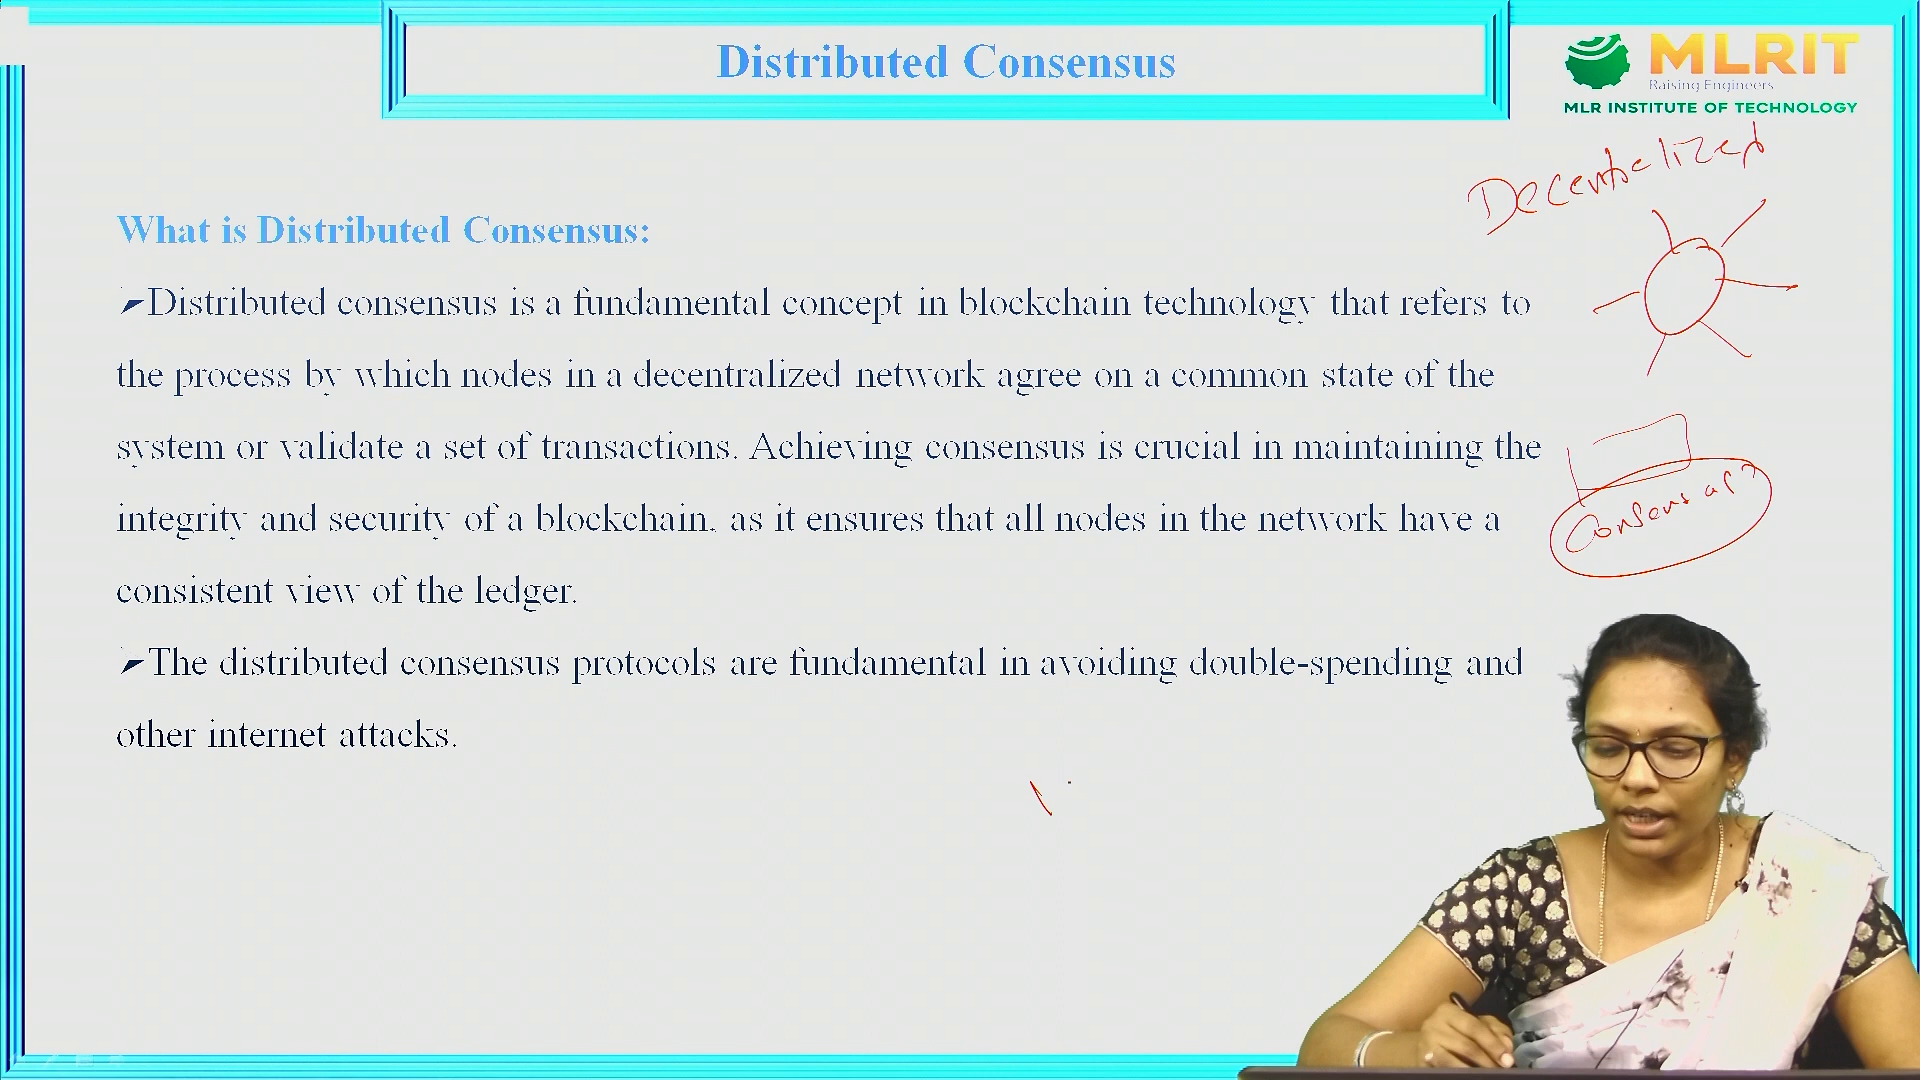 Distributed Consensus
MLRIT
Raising Engineers
MLR INSTITUTE OF TECHNOLOGY
Decentralized
What is Distributed Consensus:
➢Distributed consensus is a fundamental concept in blockchain technology that refers to
the process by which nodes in a decentralized network agree on a common state of the
system or validate a set of transactions. Achieving consensus is crucial in maintaining the
integrity and security of a blockchain, as it ensures that all nodes in the network have a
consistent view of the ledger.
➢The distributed consensus protocols are fundamental in avoiding double-spending and
other internet attacks.